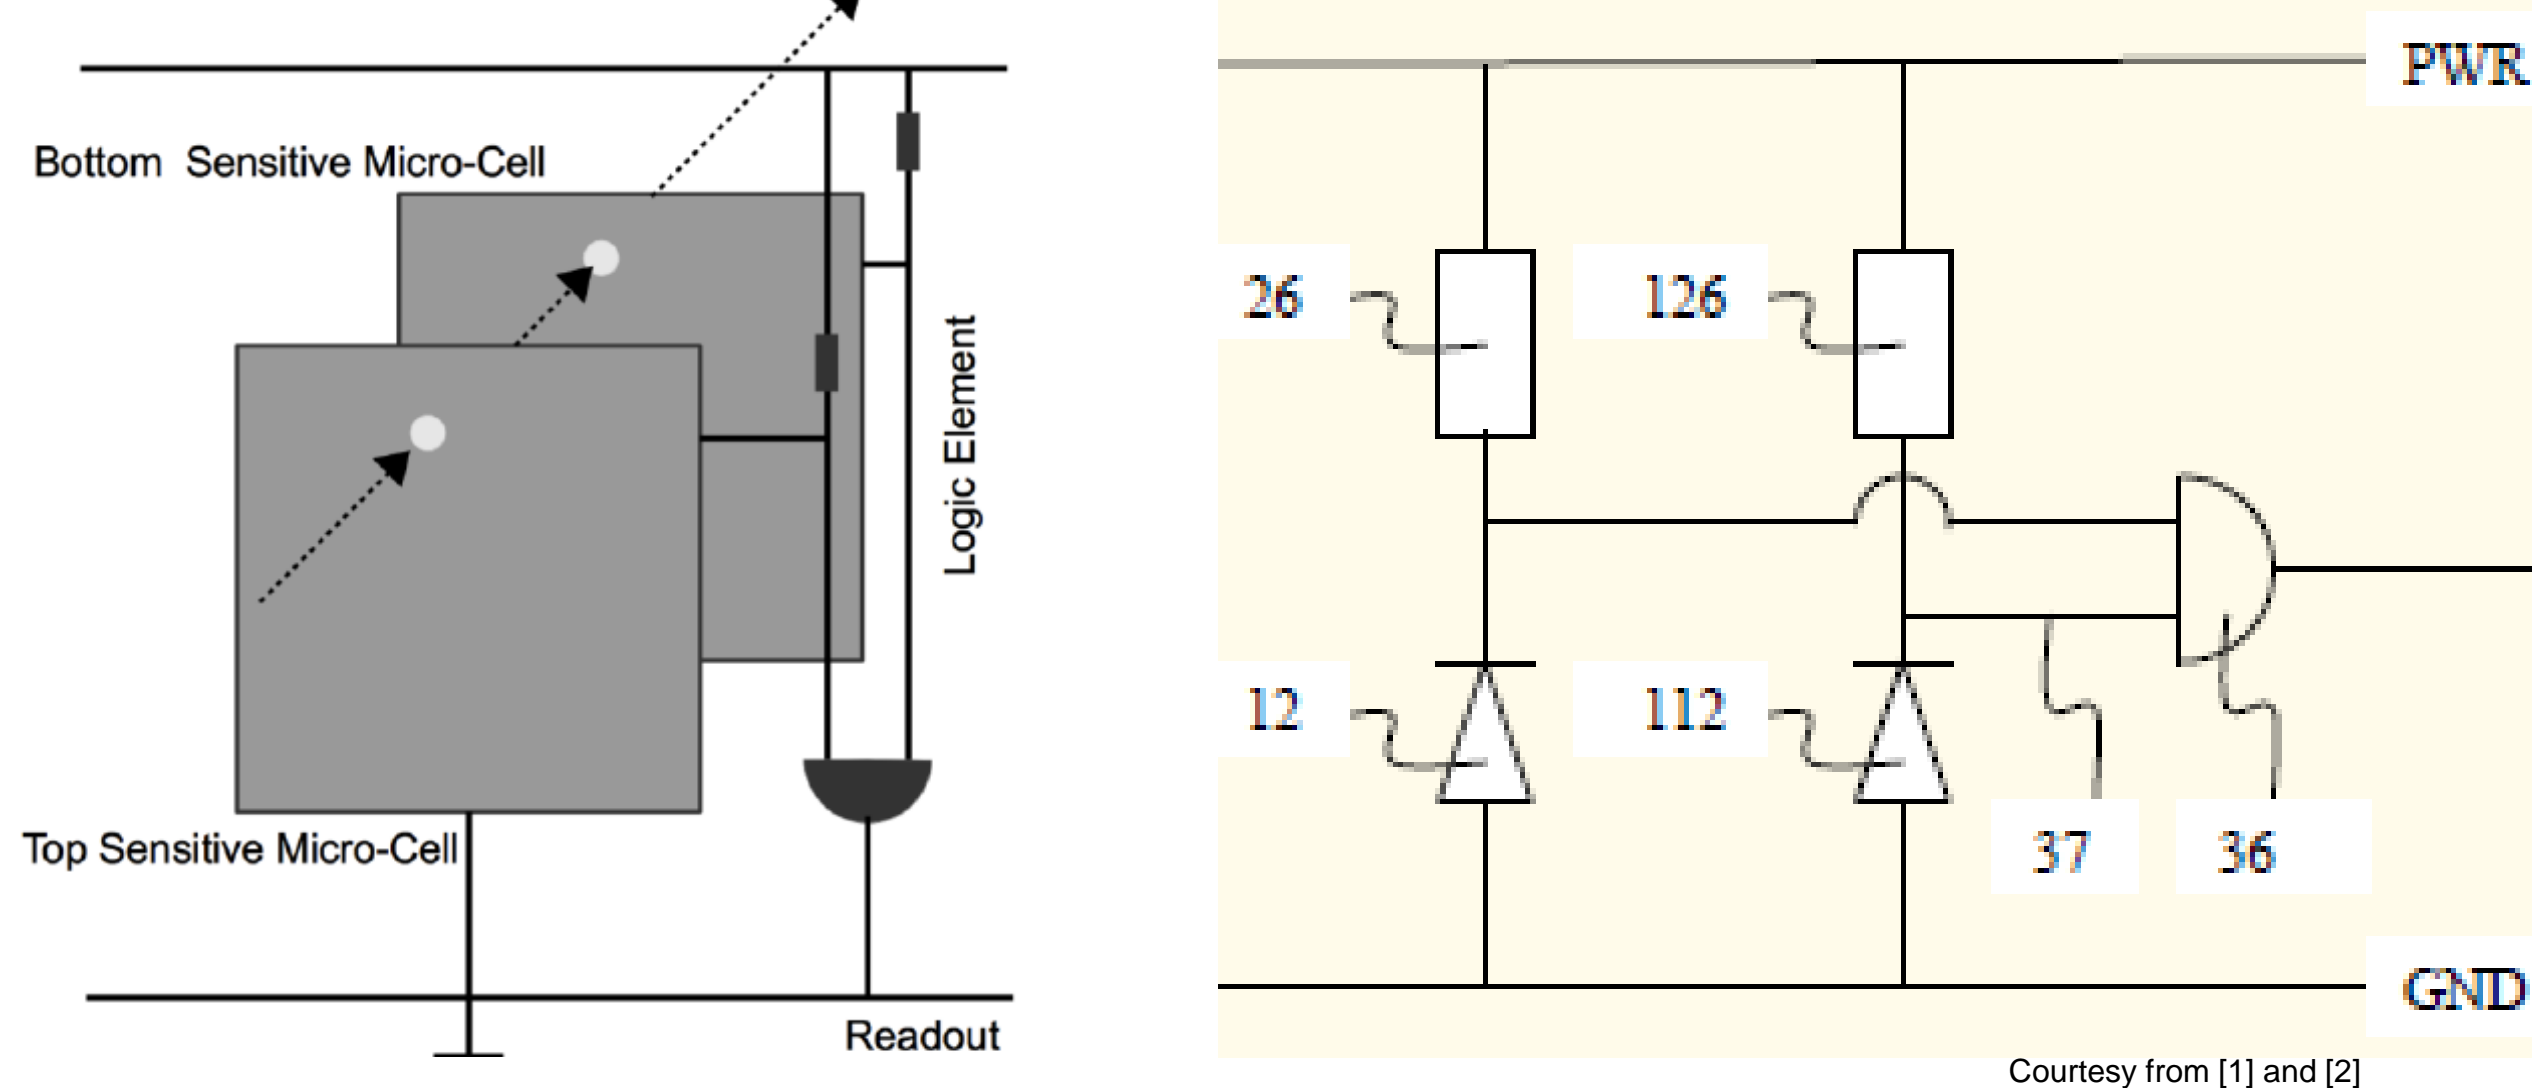 Bottom Sensitive Micro-Cell
Logic Element
Top Sensitive Micro-Cell
Readout
PWR
26
126
12
112
37
36
GND
Courtesy from [1] and [2]